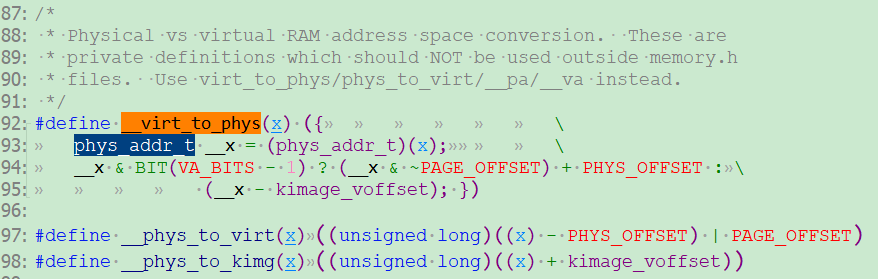 87: /*
88:  * Physical vs virtual RAM address space conversion.  These are
89:  * private definitions which should NOT be used outside memory.h
90:  * files.  Use virt_to_phys/phys_to_virt/__pa/__va instead.
91:  */
92: #define __virt_to_phys(x) ({» » » » » » \
93: » phys_addr_t __x = (phys_addr_t)(x);»» » » \
94: » __x & BIT(VA_BITS - 1) ? (__x & ~PAGE_OFFSET) + PHYS_OFFSET :»\
95: » » » » (__x - kimage_voffset); })
96:
97: #define __phys_to_virt(x)»((unsigned long)((x) - PHYS_OFFSET) | PAGE_OFFSET)
98: #define __phys_to_kimg(x)»((unsigned long)((x) + kimage_voffset))